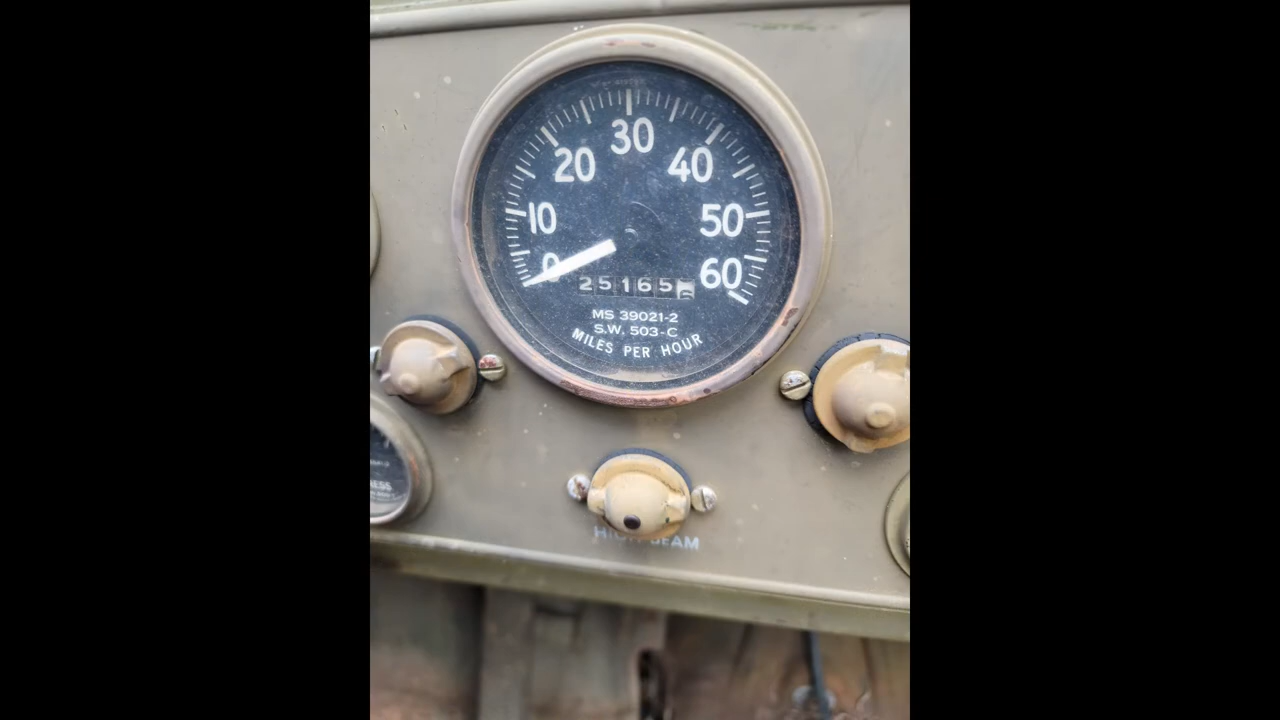 30
20 40
10 50
0 60
25165
MS 39021-2
S.W. 503-C
MILES PER HOUR
HIGH BEAM